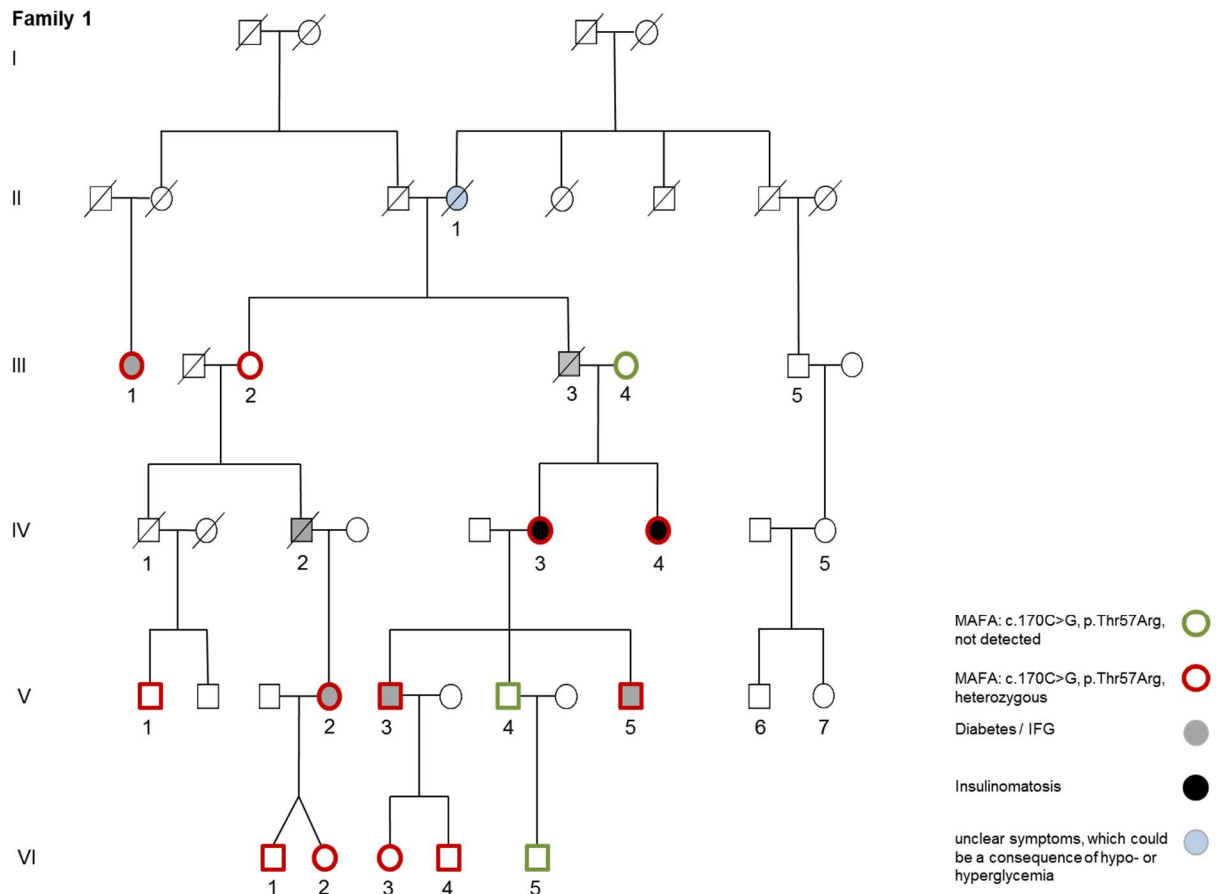 Family 1
I
II
1
III
1
2
3
4
5
IV
1
2
3
4
5
V
1
2
3
4
5
6
7
VI
1
2
3
4
5
MAFA: c.170C>G, p.Thr57Arg,
not detected
MAFA: c.170C>G, p.Thr57Arg,
heterozygous
Diabetes / IFG
Insulinomatosis
unclear symptoms, which could
be a consequence of hypo- or
hyperglycemia